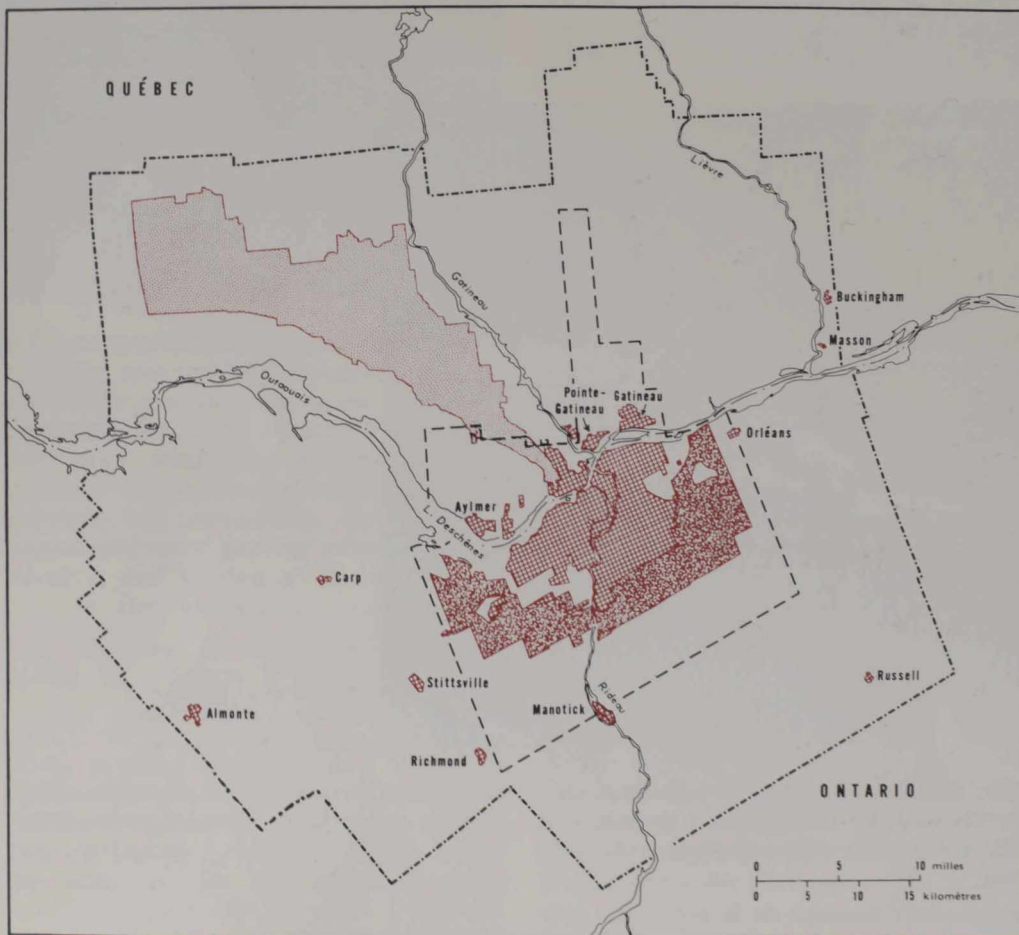 QUÉBEC
Lièvre
Gatineau
Buckingham
Masson
Outaouais
Pointe-
Gatineau
Gatineau
Orléans
Aylmer
L. Deschênes
Carp
Stittsville
Rideau
Russell
Almonte
Manotick
Richmond
ONTARIO
0 5 10 milles
0 5 10 15 kilomètres